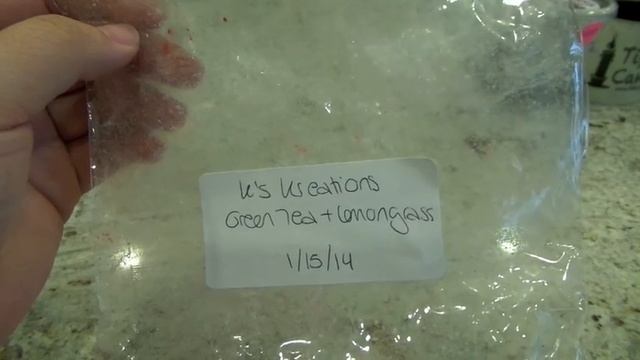 K's Kreations
Green Tea + Lemongrass
1/15/14